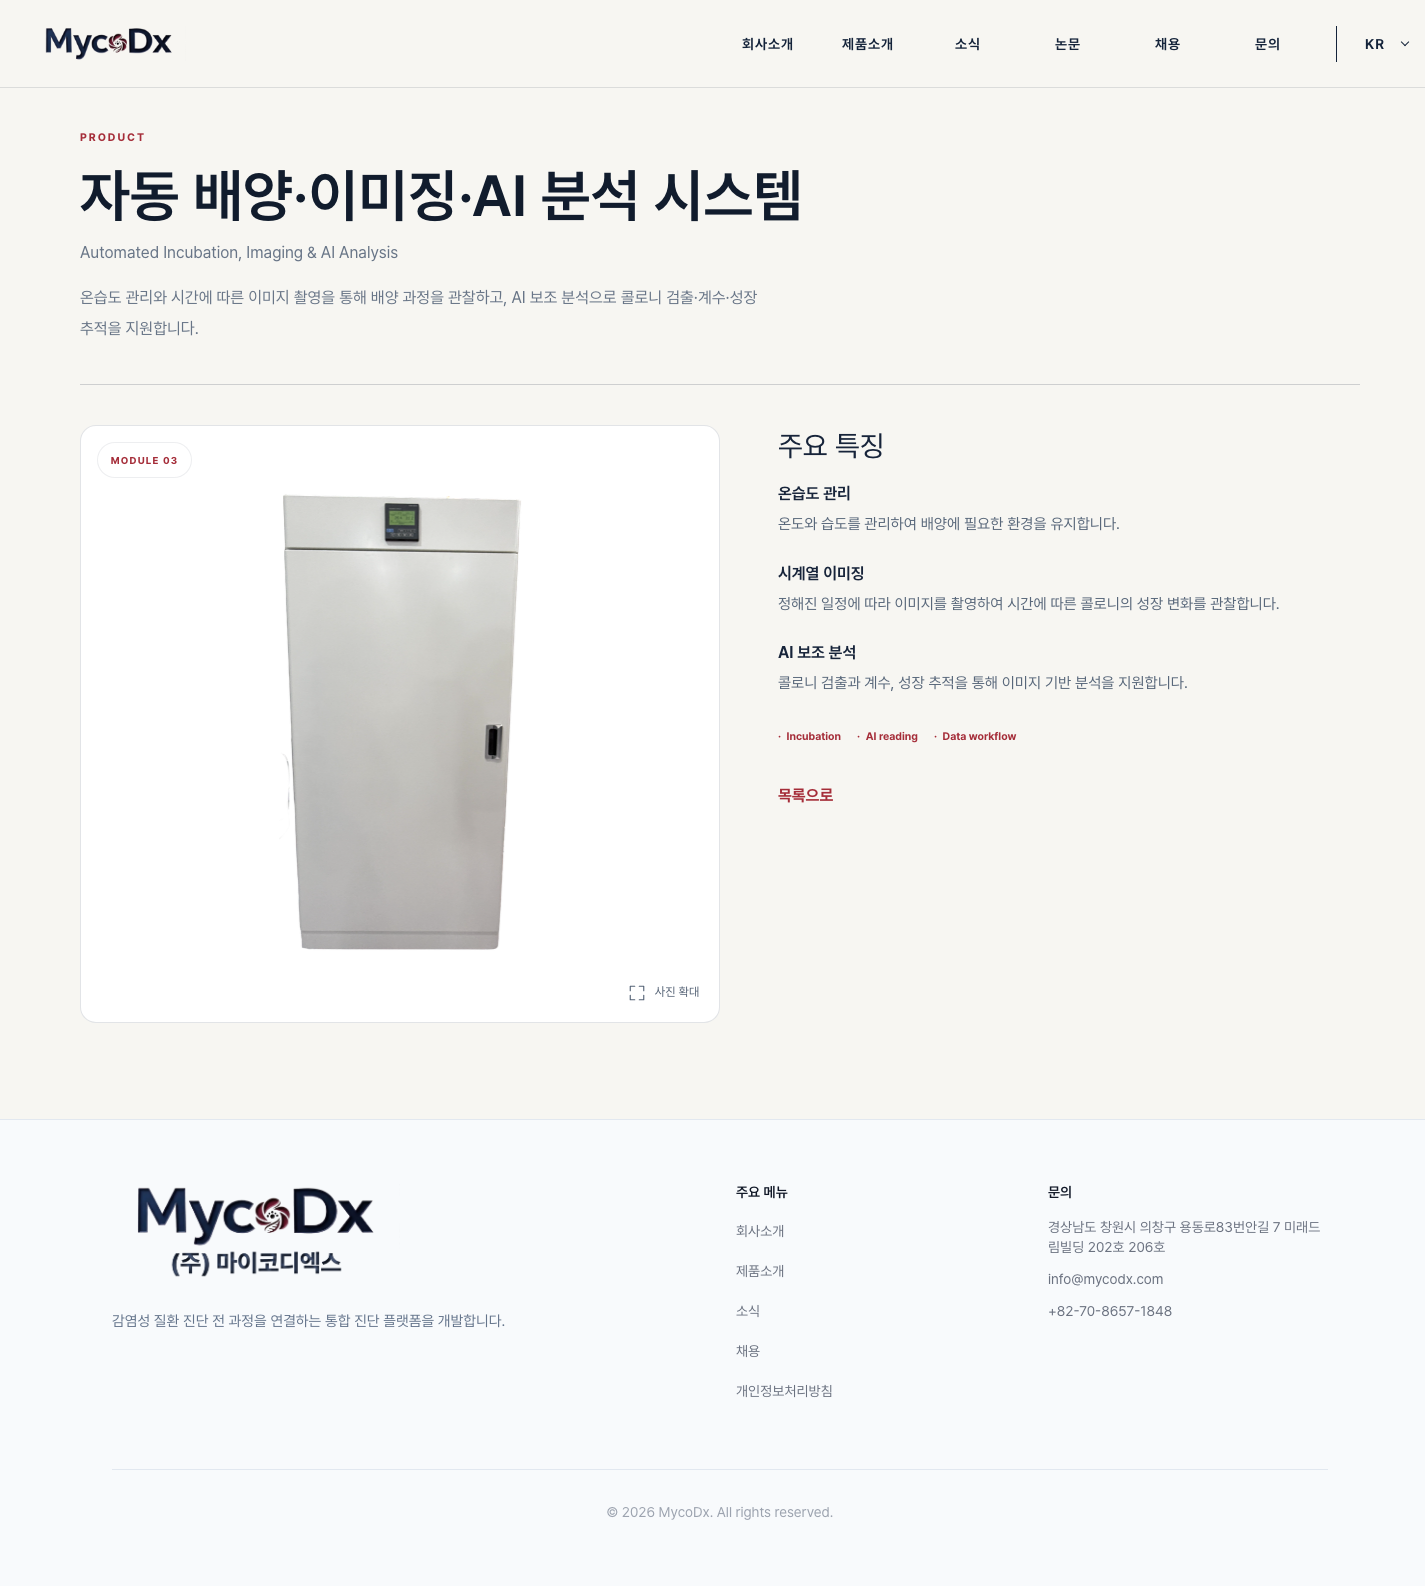 MycoDx
회사소개
제품소개
소식
논문
채용
문의
KR
PRODUCT
자동 배양·이미징·AI 분석 시스템
Automated Incubation, Imaging & AI Analysis
온습도 관리와 시간에 따른 이미지 촬영을 통해 배양 과정을 관찰하고, AI 보조 분석으로 콜로니 검출·계수·성장
추적을 지원합니다.
MODULE 03
사진 확대
주요 특징
온습도 관리
온도와 습도를 관리하여 배양에 필요한 환경을 유지합니다.
시계열 이미징
정해진 일정에 따라 이미지를 촬영하여 시간에 따른 콜로니의 성장 변화를 관찰합니다.
AI 보조 분석
콜로니 검출과 계수, 성장 추적을 통해 이미지 기반 분석을 지원합니다.
· Incubation · AI reading · Data workflow
목록으로
MycoDx
(주) 마이코디엑스
감염성 질환 진단 전 과정을 연결하는 통합 진단 플랫폼을 개발합니다.
주요 메뉴
회사소개
제품소개
소식
채용
개인정보처리방침
문의
경상남도 창원시 의창구 용동로83번안길 7 미래드
림빌딩 202호 206호
info@mycodx.com
+82-70-8657-1848
© 2026 MycoDx. All rights reserved.